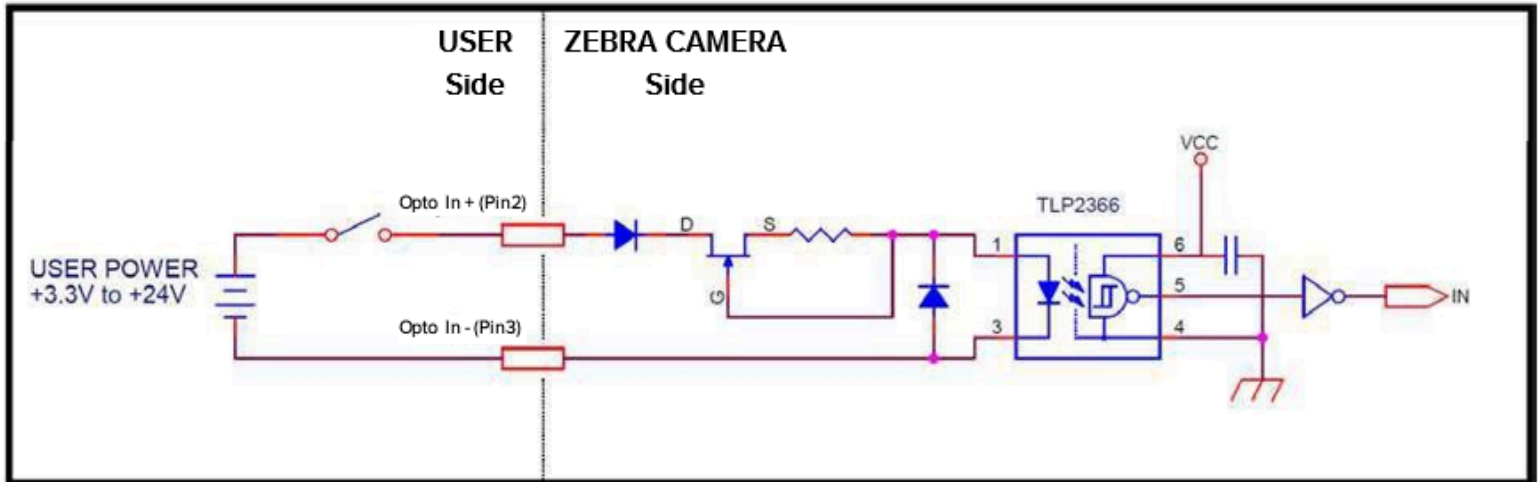 USER
Side
ZEBRA CAMERA
Side
VCC
Opto In + (Pin2)
D
S
G
TLP2366
1
6
USER POWER
+3.3V to +24V
5
IN
Opto In - (Pin3)
3
4